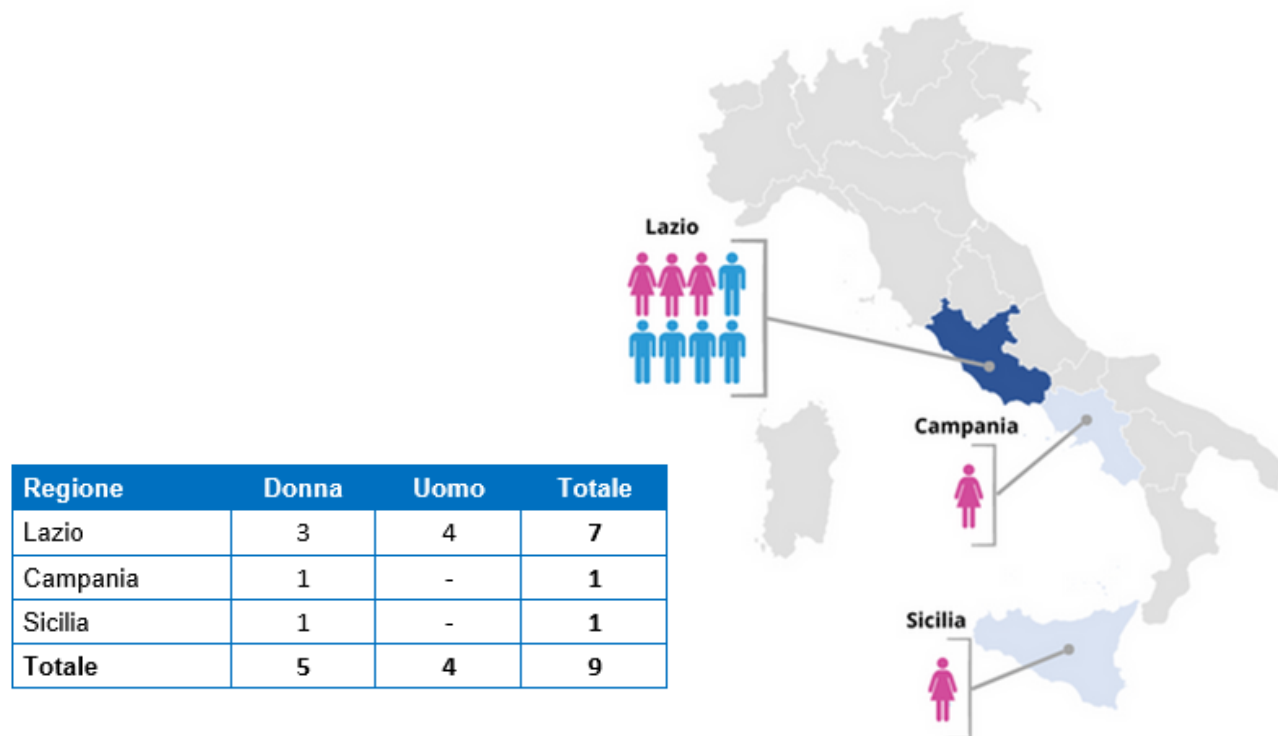 Lazio
Campania
Sicilia
Regione Donna Uomo Totale
Lazio 3 4 7
Campania 1 - 1
Sicilia 1 - 1
Totale 5 4 9